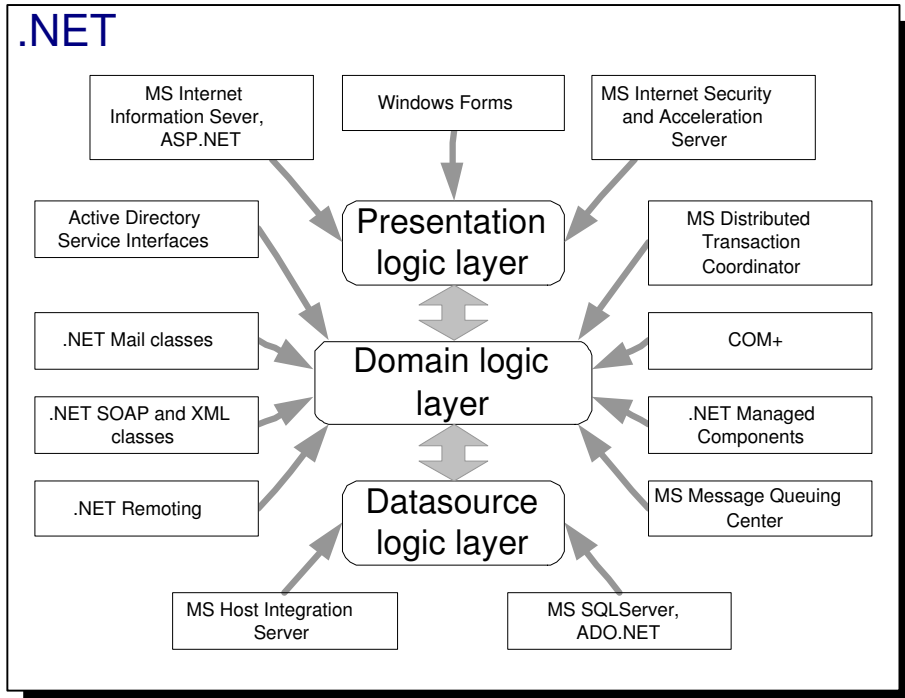 .NET
MS Internet
Information Sever,
ASP.NET
Windows Forms
MS Internet Security
and Acceleration
Server
Active Directory
Service Interfaces
Presentation
logic layer
MS Distributed
Transaction
Coordinator
.NET Mail classes
Domain logic
layer
COM+
.NET SOAP and XML
classes
.NET Managed
Components
.NET Remoting
Datasource
logic layer
MS Message Queuing
Center
MS Host Integration
Server
MS SQLServer,
ADO.NET